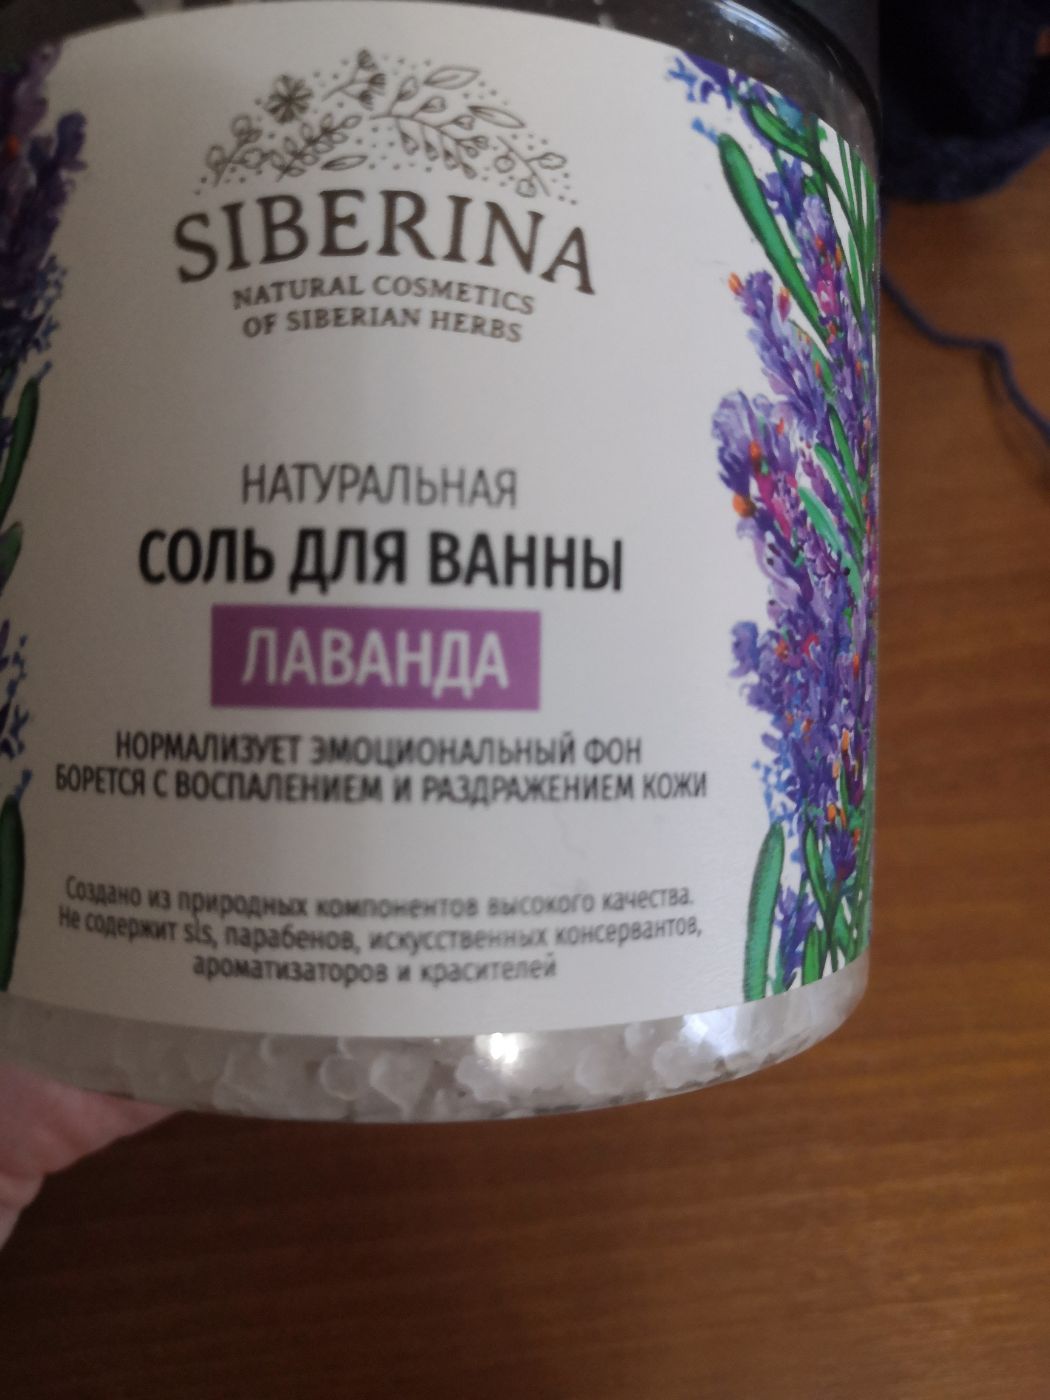 SIBERINA
NATURAL COSMETICS
OF SIBERIAN HERBS
НАТУРАЛЬНАЯ
СОЛЬ ДЛЯ ВАННЫ
ЛАВАНДА
НОРМАЛИЗУЕТ ЭМОЦИОНАЛЬНЫЙ ФОН
БОРЕТСЯ С ВОСПАЛЕНИЕМ И РАЗДРАЖЕНИЕМ КОЖИ
Создано из природных компонентов высокого качества.
Не содержит sls, парабенов, искусственных консервантов,
ароматизаторов и красителей